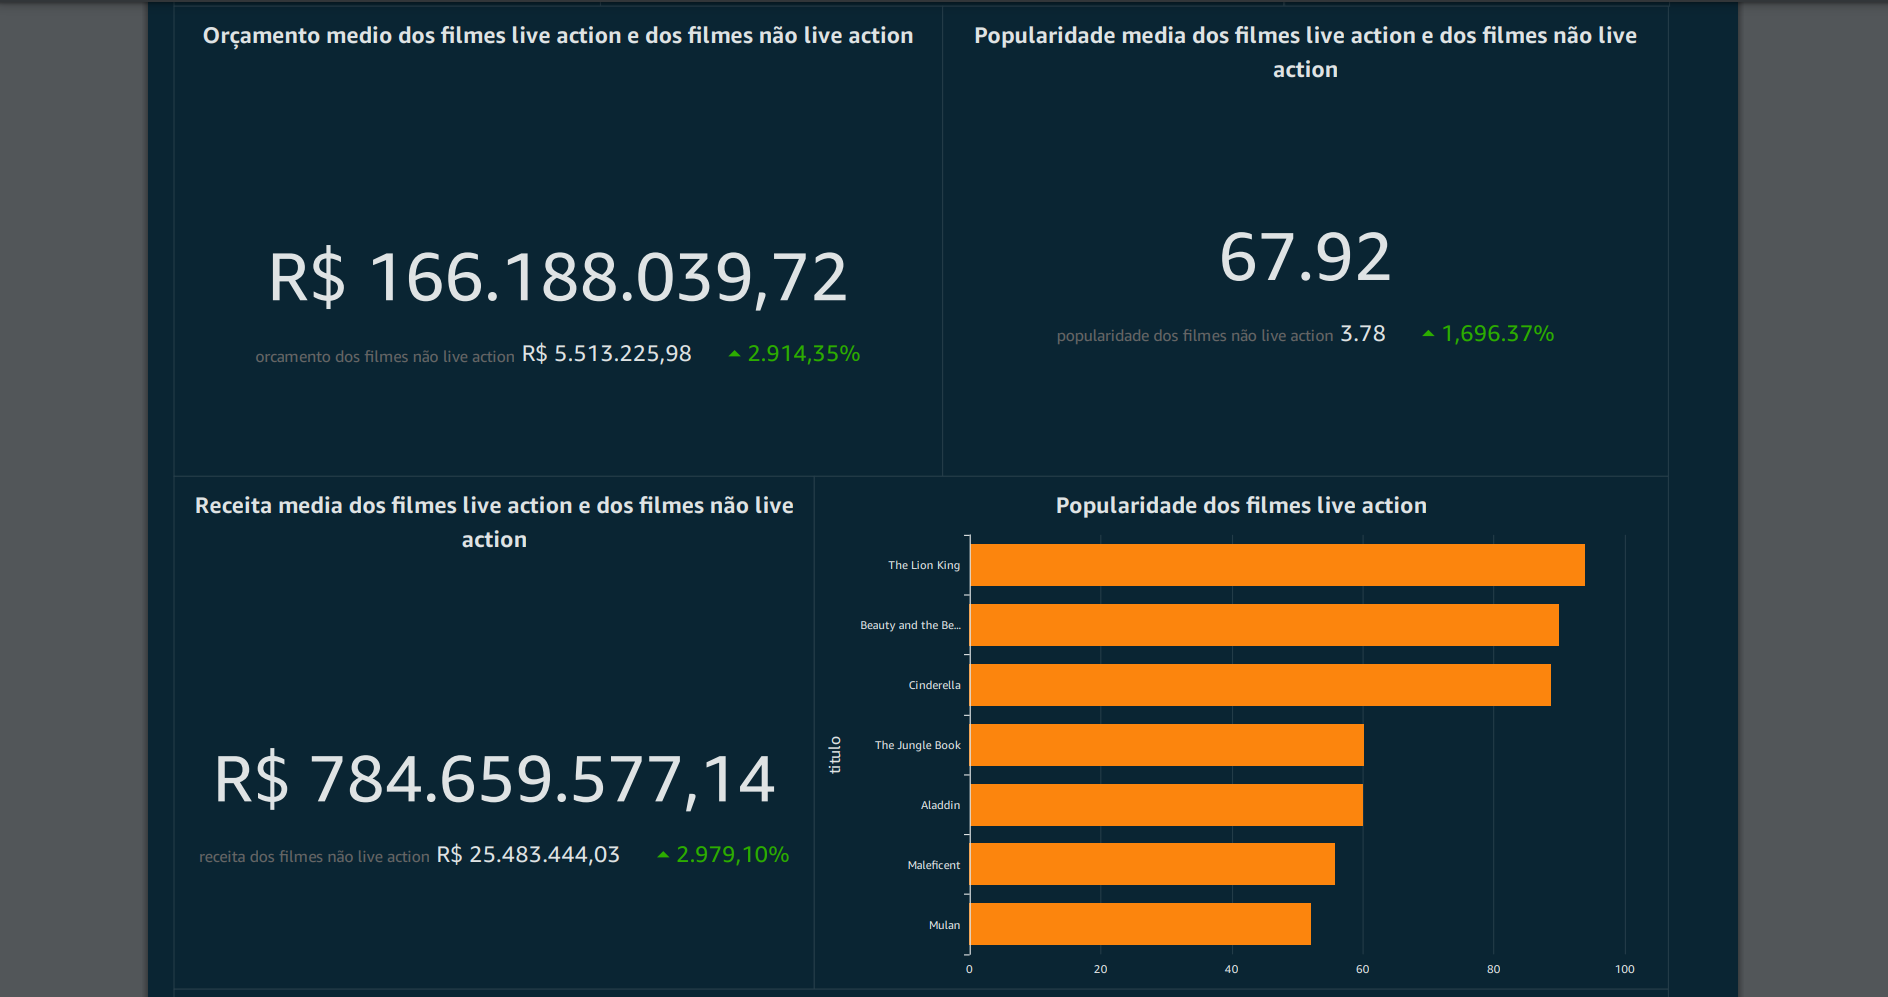 Orçamento medio dos filmes live action e dos filmes não live action
R$ 166.188.039,72
orcamento dos filmes não live action R$ 5.513.225,98 2.914,35%
Popularidade media dos filmes live action e dos filmes não live
action
67.92
popularidade dos filmes não live action 3.78 1,696.37%
Receita media dos filmes live action e dos filmes não live
action
R$ 784.659.577,14
receita dos filmes não live action R$ 25.483.444,03 2.979,10%
Popularidade dos filmes live action
titulo
The Lion King
Beauty and the Be...
Cinderella
The Jungle Book
Aladdin
Maleficent
Mulan
0 20 40 60 80 100